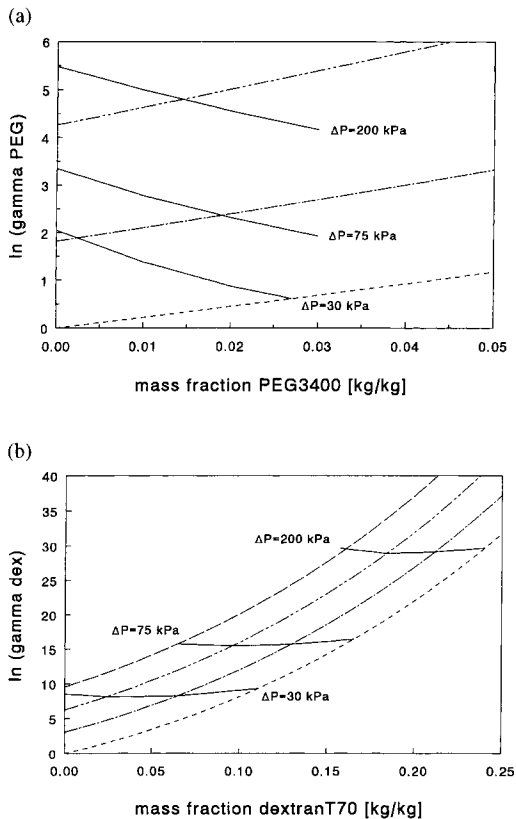 (a)
6
5
4
3
2
1
0
ln (gamma PEG)
ΔP=200 kPa
ΔP=75 kPa
ΔP=30 kPa
0.00 0.01 0.02 0.03 0.04 0.05
mass fraction PEG3400 [kg/kg]
(b)
40
35
30
25
20
15
10
5
0
ln (gamma dex)
ΔP=200 kPa
ΔP=75 kPa
ΔP=30 kPa
0.00 0.05 0.10 0.15 0.20 0.25
mass fraction dextranT70 [kg/kg]